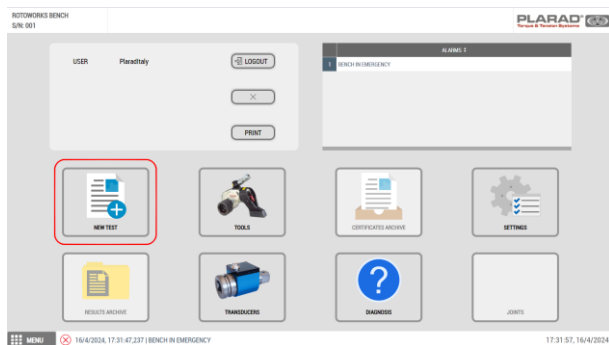 ROTOWORKS BENCH
S/N: 001
PLARAD®
Torque & Tension Systems
USER PlaradItaly
LOGOUT
PRINT
ALARMS: 1
1 BENCH IN EMERGENCY
NEW TEST
TOOLS
CERTIFICATES ARCHIVE
SETTINGS
RESULTS ARCHIVE
TRANSDUCERS
DIAGNOSIS
JOINTS
MENU 16/4/2024, 17:31:47,237 | BENCH IN EMERGENCY 17:31:57, 16/4/2024